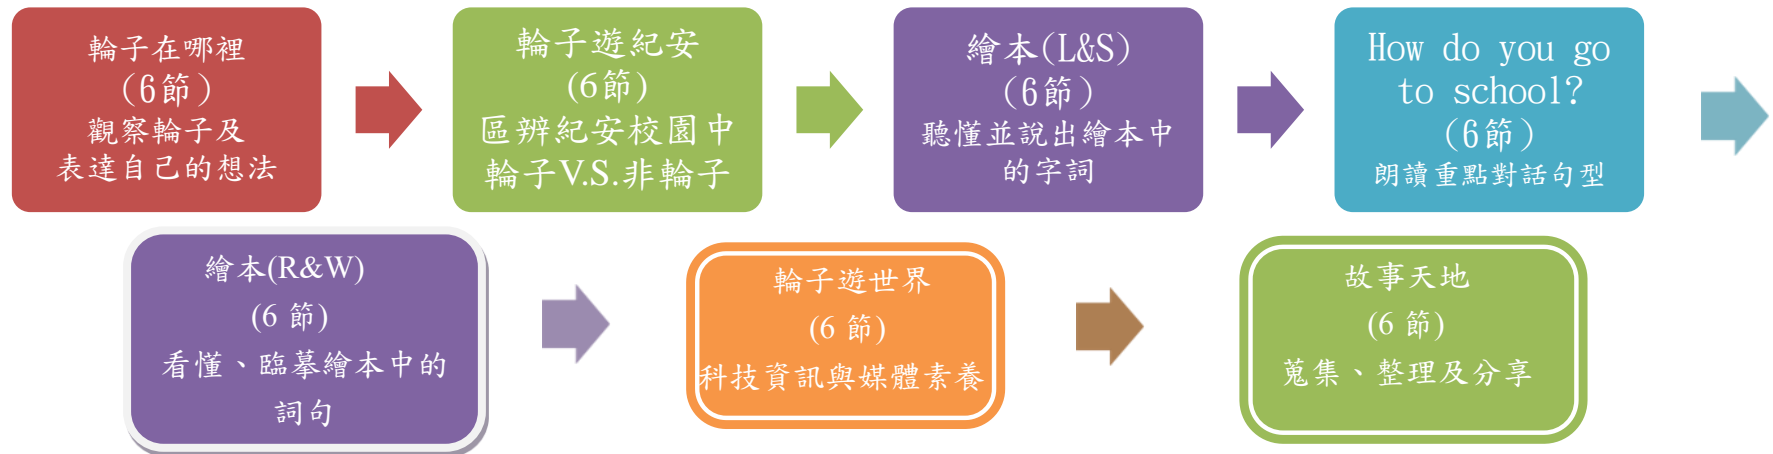 輪子在哪裡
(6節)
觀察輪子及
表達自己的想法
輪子遊紀安
(6節)
區辨紀安校園中
輪子V.S.非輪子
繪本(L&S)
(6節)
聽懂並說出繪本中
的字詞
How do you go
to school?
(6節)
朗讀重點對話句型
繪本(R&W)
(6 節)
看懂、臨摹繪本中的
詞句
輪子遊世界
(6 節)
科技資訊與媒體素養
故事天地
(6 節)
蒐集、整理及分享